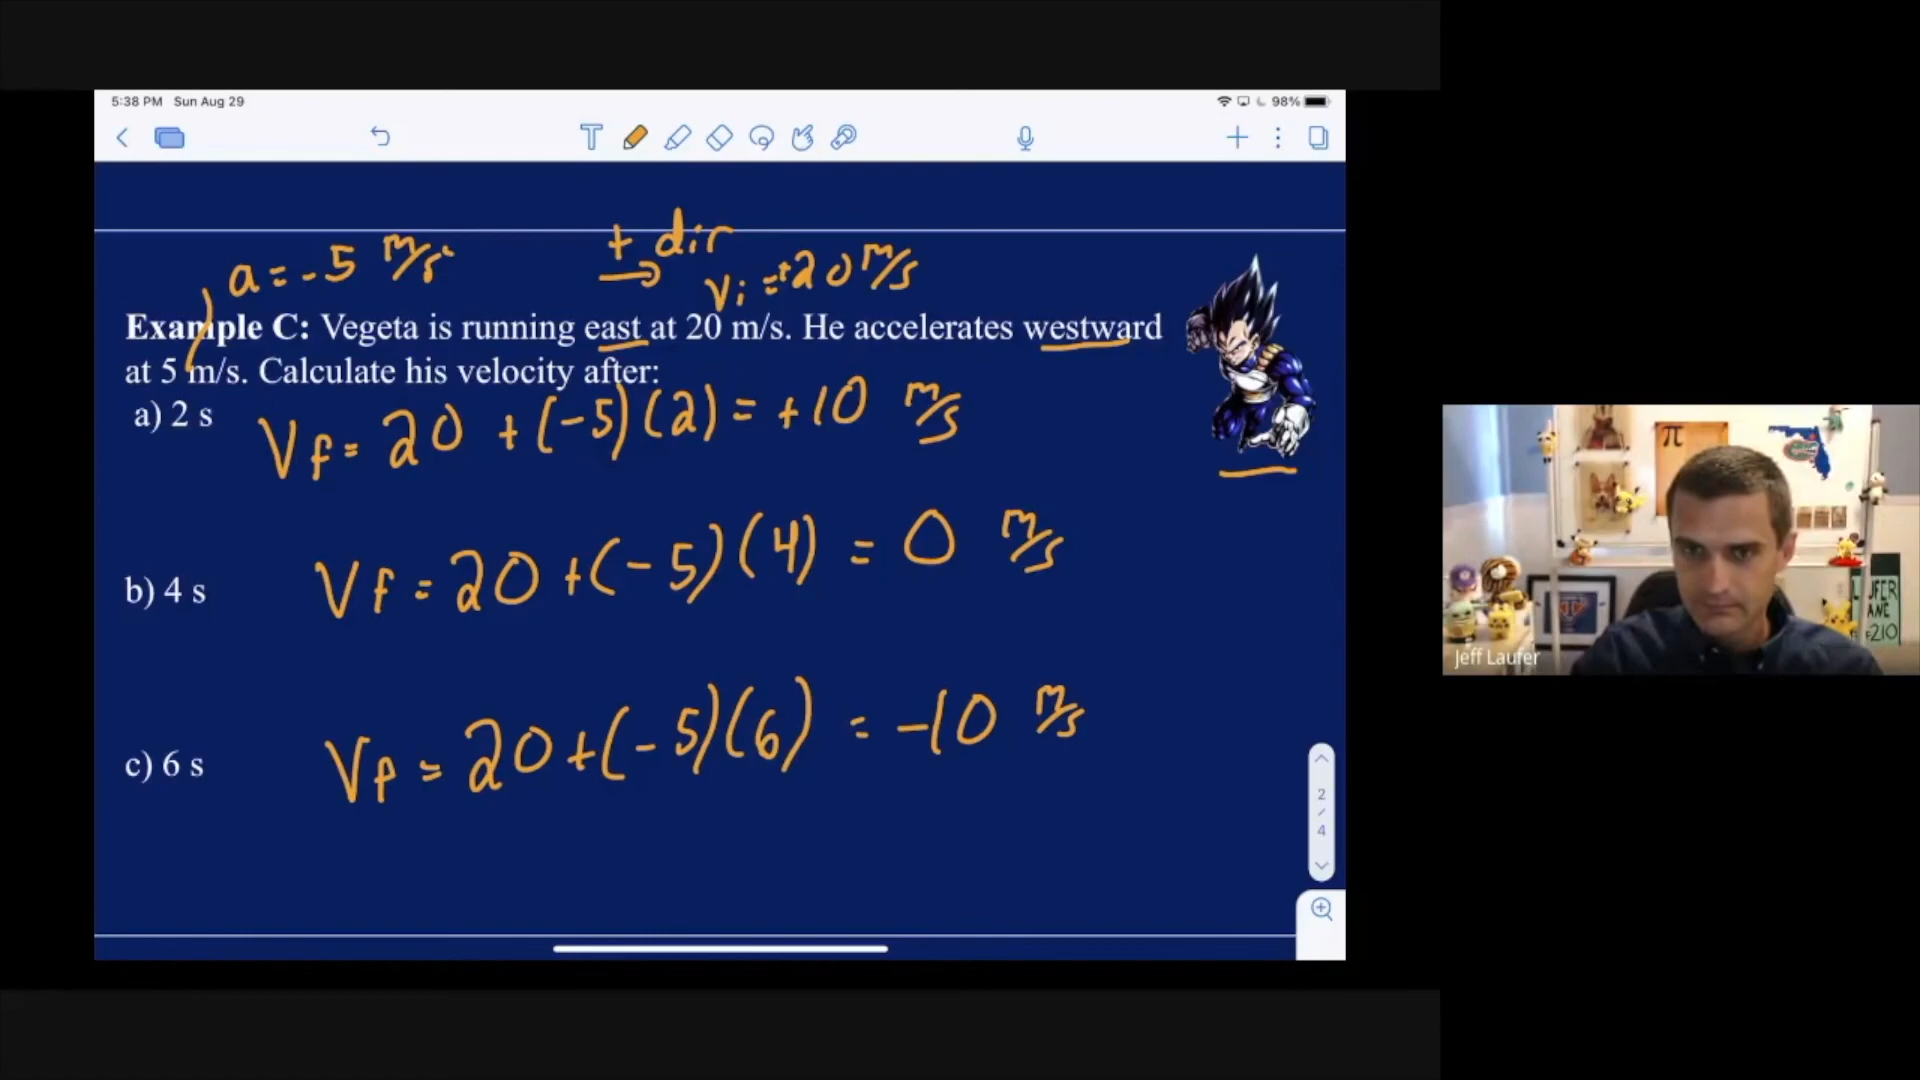 5:38 PM Sun Aug 29
98%
a = -5 m/s²
+ dir
Vi = +20 m/s
Example C: Vegeta is running east at 20 m/s. He accelerates westward
at 5 m/s. Calculate his velocity after:
a) 2 s
Vf = 20 + (-5)(2) = +10 m/s
b) 4 s
Vf = 20 + (-5)(4) = 0 m/s
c) 6 s
Vf = 20 + (-5)(6) = -10 m/s
2
/
4
π
Jeff Laufer
210